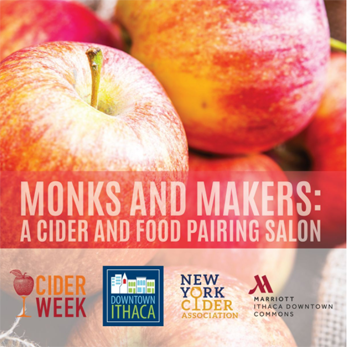 MONKS AND MAKERS:
A CIDER AND FOOD PAIRING SALON
CIDER
WEEK
DOWNTOWN
ITHACA
NEW
YORK
CIDER
ASSOCIATION
MARRIOTT
ITHACA DOWNTOWN
COMMONS